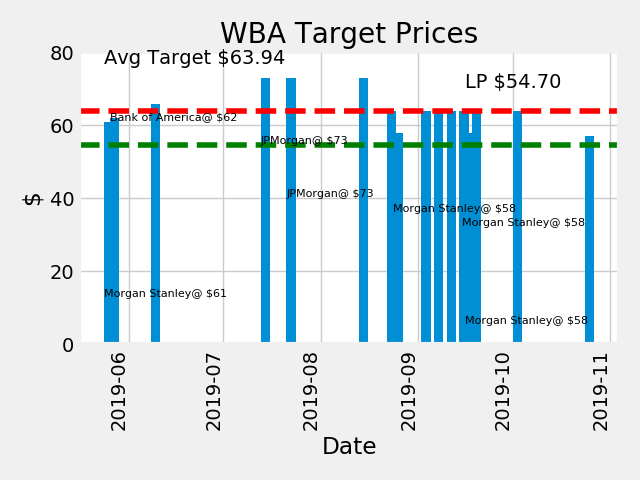 WBA Target Prices
Avg Target $63.94
LP $54.70
Bank of America@ $62
JPMorgan@ $73
JPMorgan@ $73
Morgan Stanley@ $58
Morgan Stanley@ $58
Morgan Stanley@ $61
Morgan Stanley@ $58
80
60
40
20
0
$
2019-06
2019-07
2019-08
2019-09
2019-10
2019-11
Date